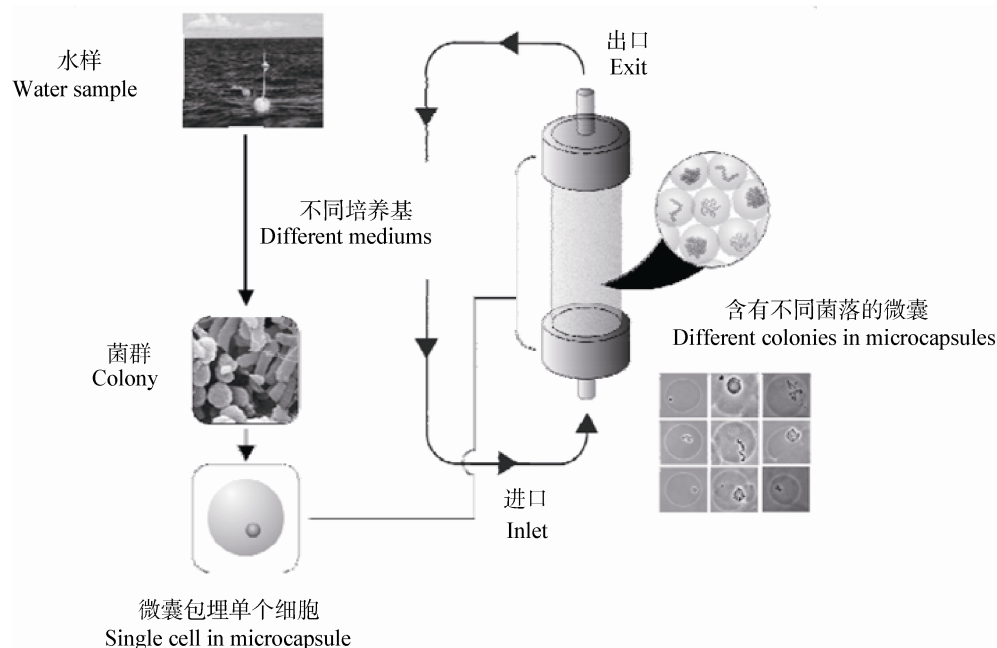 水样
Water sample
出口
Exit
不同培养基
Different mediums
含有不同菌落的微囊
Different colonies in microcapsules
菌群
Colony
进口
Inlet
微囊包埋单个细胞
Single cell in microcapsule